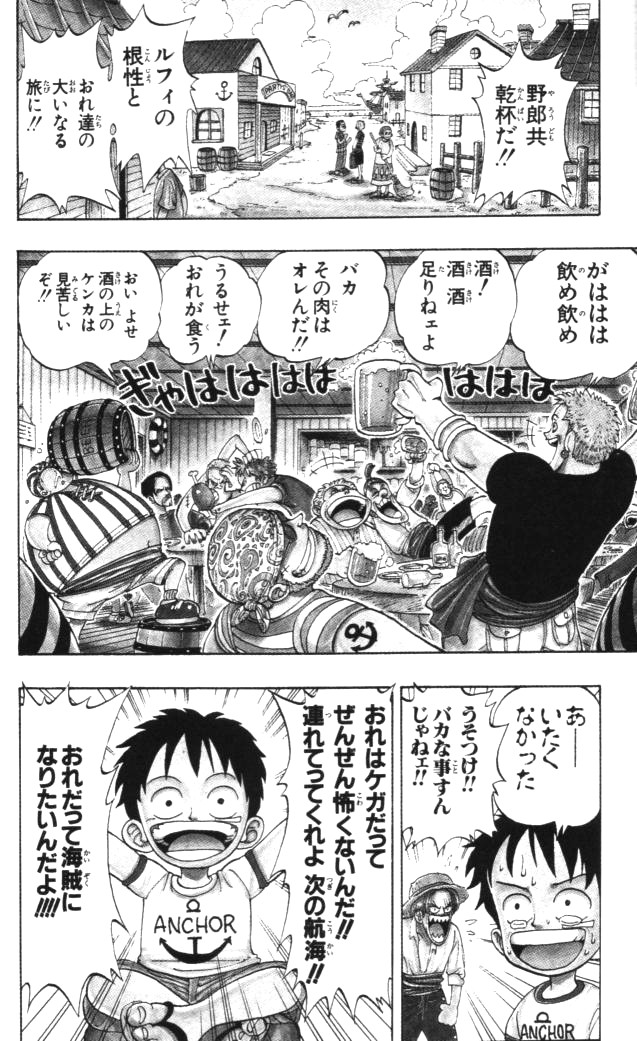 野郎共
乾杯だ!!
ルフィの
根性と
おれ達の
大いなる
旅に!!
PARTYS BAR
がははは
飲め飲め
酒!
酒 酒
足りねェよ
バカ
その肉は
オレんだ!!
うるせェ!
おれが食う
おい よせ
酒の上の
ケンカは
見苦しい
ぞ!!
ぎゃはははは
ははは
あ——
いたく
なかった
うそつけ!!
バカな事すん
じゃねェ!!
ANCHOR
おれはケガだって
ぜんぜん怖くないんだ!!
連れてってくれよ 次の航海!!
おれだって海賊に
なりたいんだよ!!!!!
ANCHOR